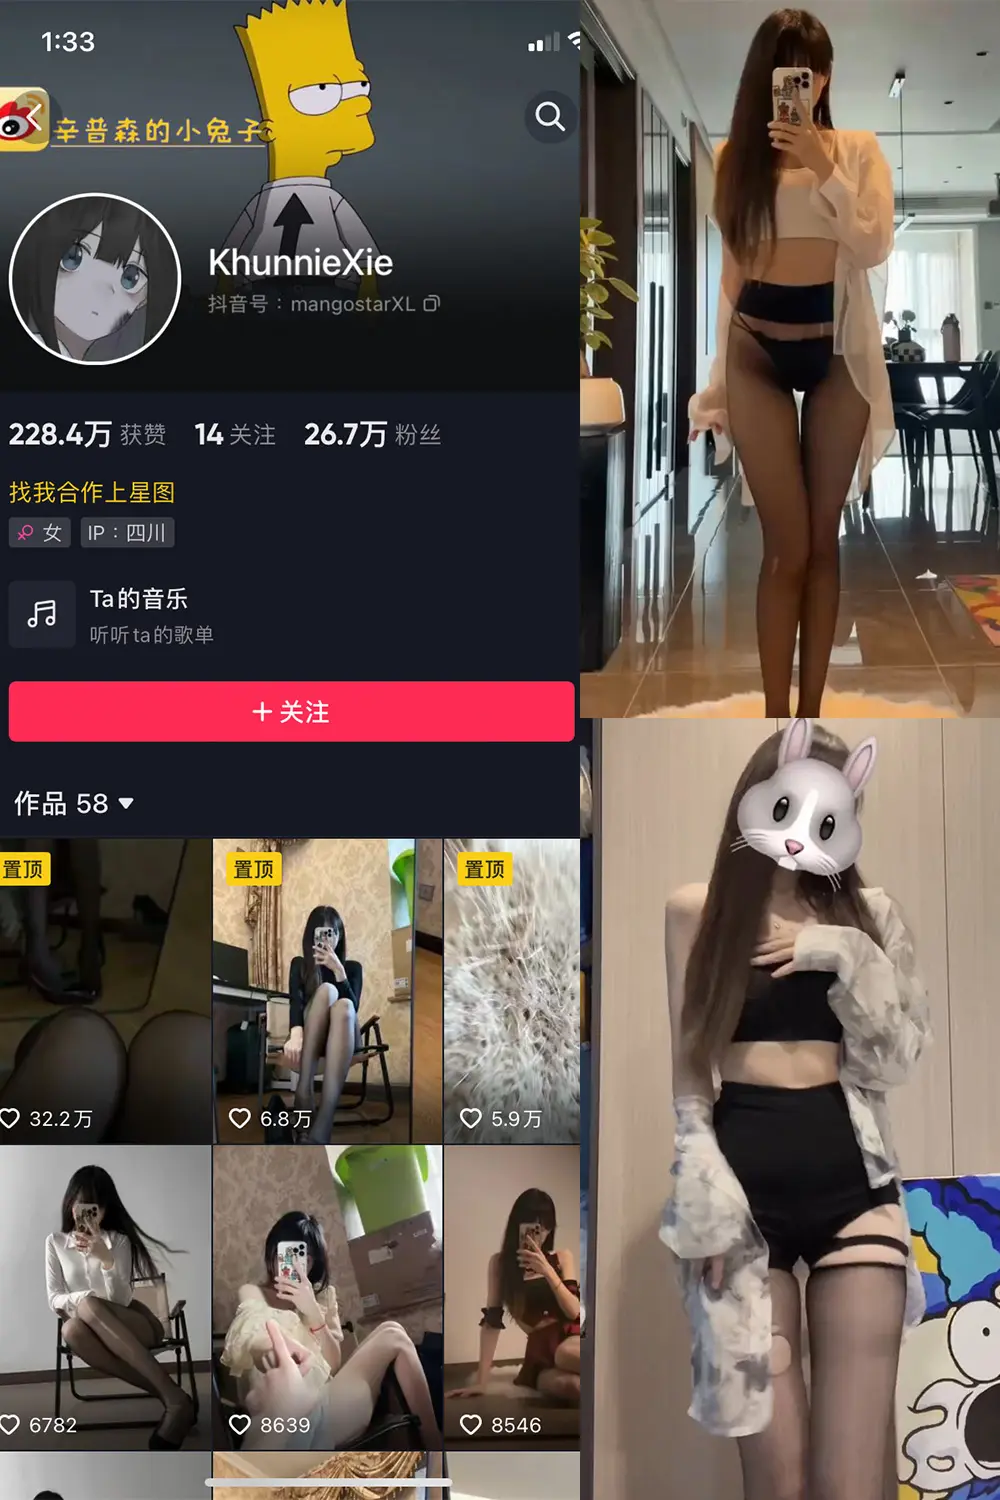 1:33
辛普森的小兔子
KhunnieXie
抖音号：mangostarXL
228.4万 获赞 14 关注 26.7万 粉丝
找我合作上星图
女 IP：四川
Ta的音乐
听听ta的歌单
＋关注
作品 58
置顶 置顶 置顶
32.2万 6.8万 5.9万
6782 8639 8546